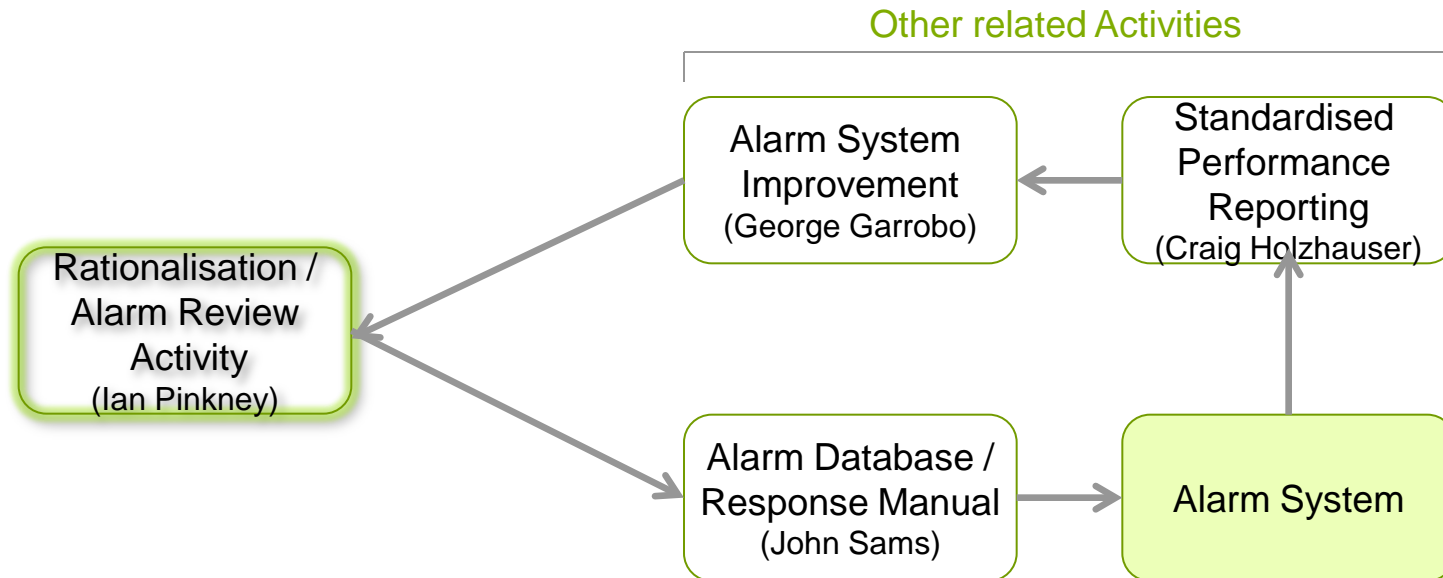 Other related Activities
Alarm System
Improvement
(George Garrobo)
Standardised
Performance
Reporting
(Craig Holzhauser)
Rationalisation /
Alarm Review
Activity
(Ian Pinkney)
Alarm Database /
Response Manual
(John Sams)
Alarm System